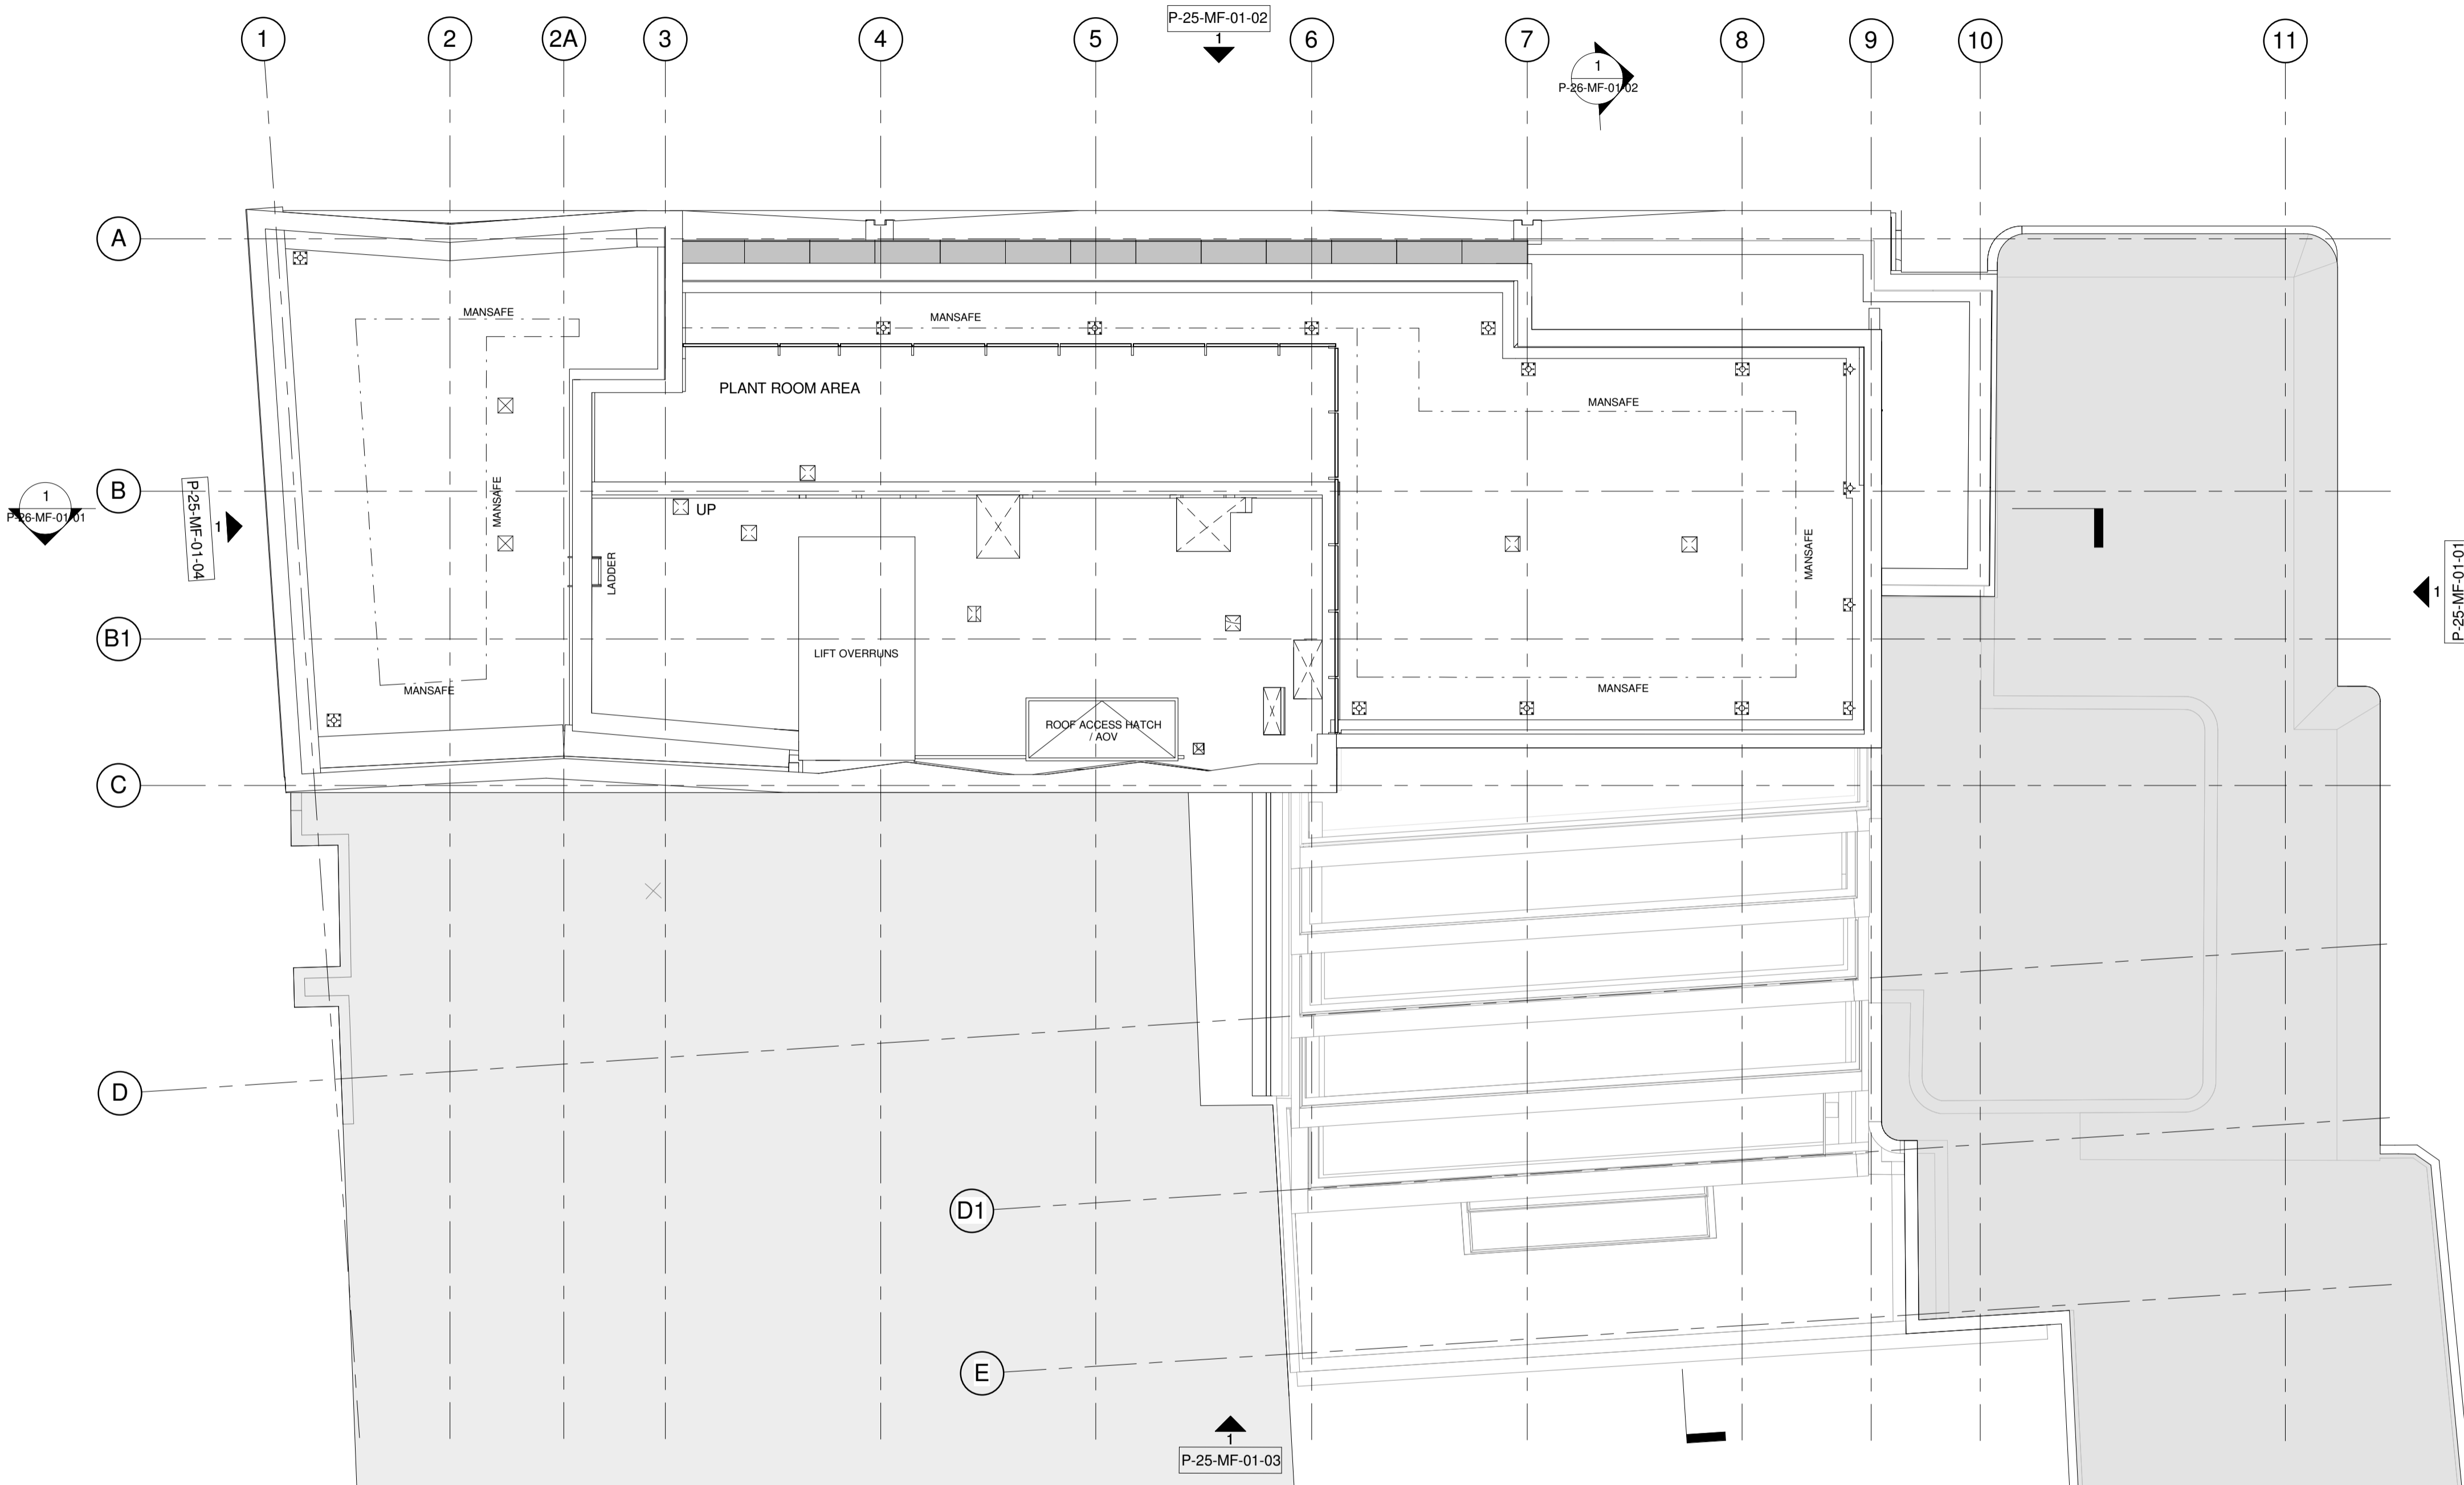 P-25-MF-01-02
1
1
2
2A
3
4
5
6
7
8
9
10
11
1
P-26-MF-01/02
A
MANSAFE
MANSAFE
PLANT ROOM AREA
MANSAFE
B
1
P-26-MF-01/01
P-25-MF-01-04
1
MANSAFE
UP
LADDER
MANSAFE
1
P-25-MF-01-01
B1
LIFT OVERRUNS
MANSAFE
MANSAFE
ROOF ACCESS HATCH
/ AOV
C
D
D1
E
1
P-25-MF-01-03